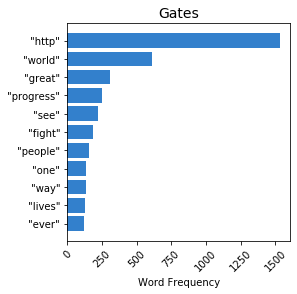 Gates
"http"
"world"
"great"
"progress"
"see"
"fight"
"people"
"one"
"way"
"lives"
"ever"
0 250 500 750 1000 1250 1500
Word Frequency